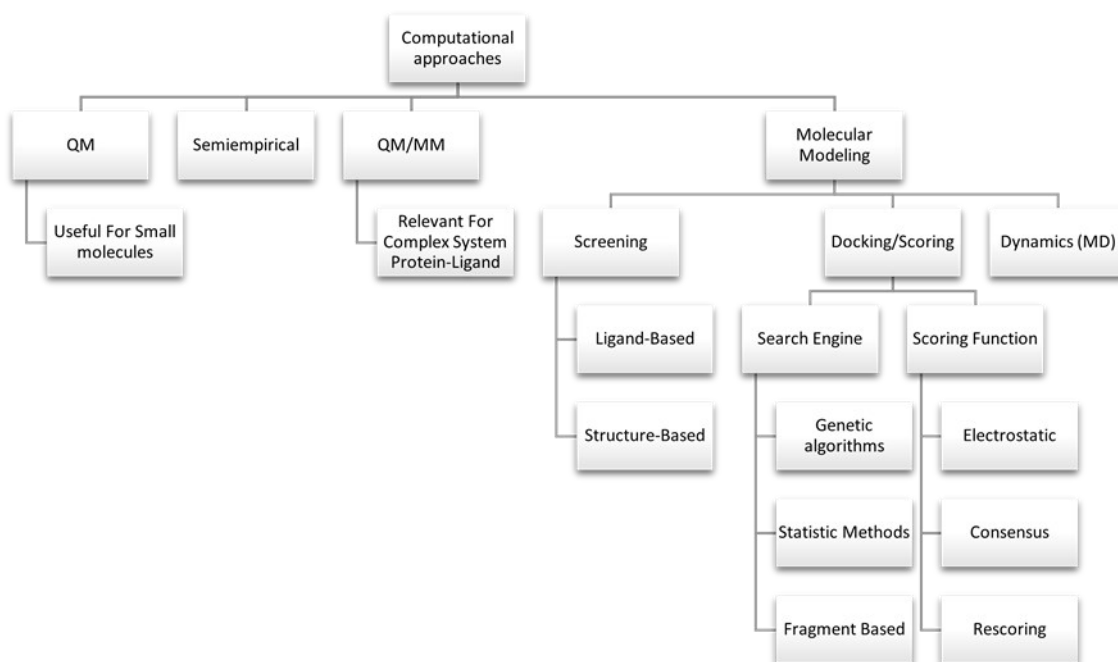 Computational
approaches
QM
Semiempirical
QM/MM
Molecular
Modeling
Useful For Small
molecules
Relevant For
Complex System
Protein-Ligand
Screening
Docking/Scoring
Dynamics (MD)
Ligand-Based
Search Engine
Scoring Function
Structure-Based
Genetic
algorithms
Electrostatic
Statistic Methods
Consensus
Fragment Based
Rescoring